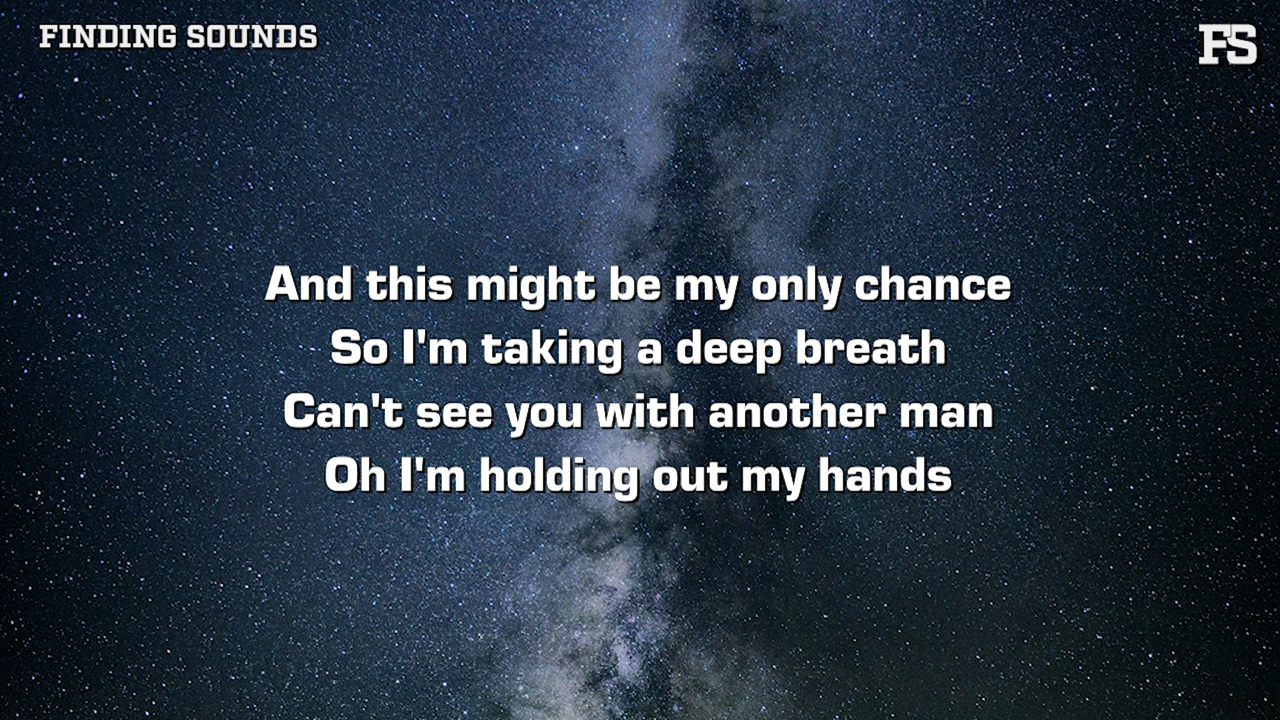 FINDING SOUNDS
FS
And this might be my only chance
So I'm taking a deep breath
Can't see you with another man
Oh I'm holding out my hands